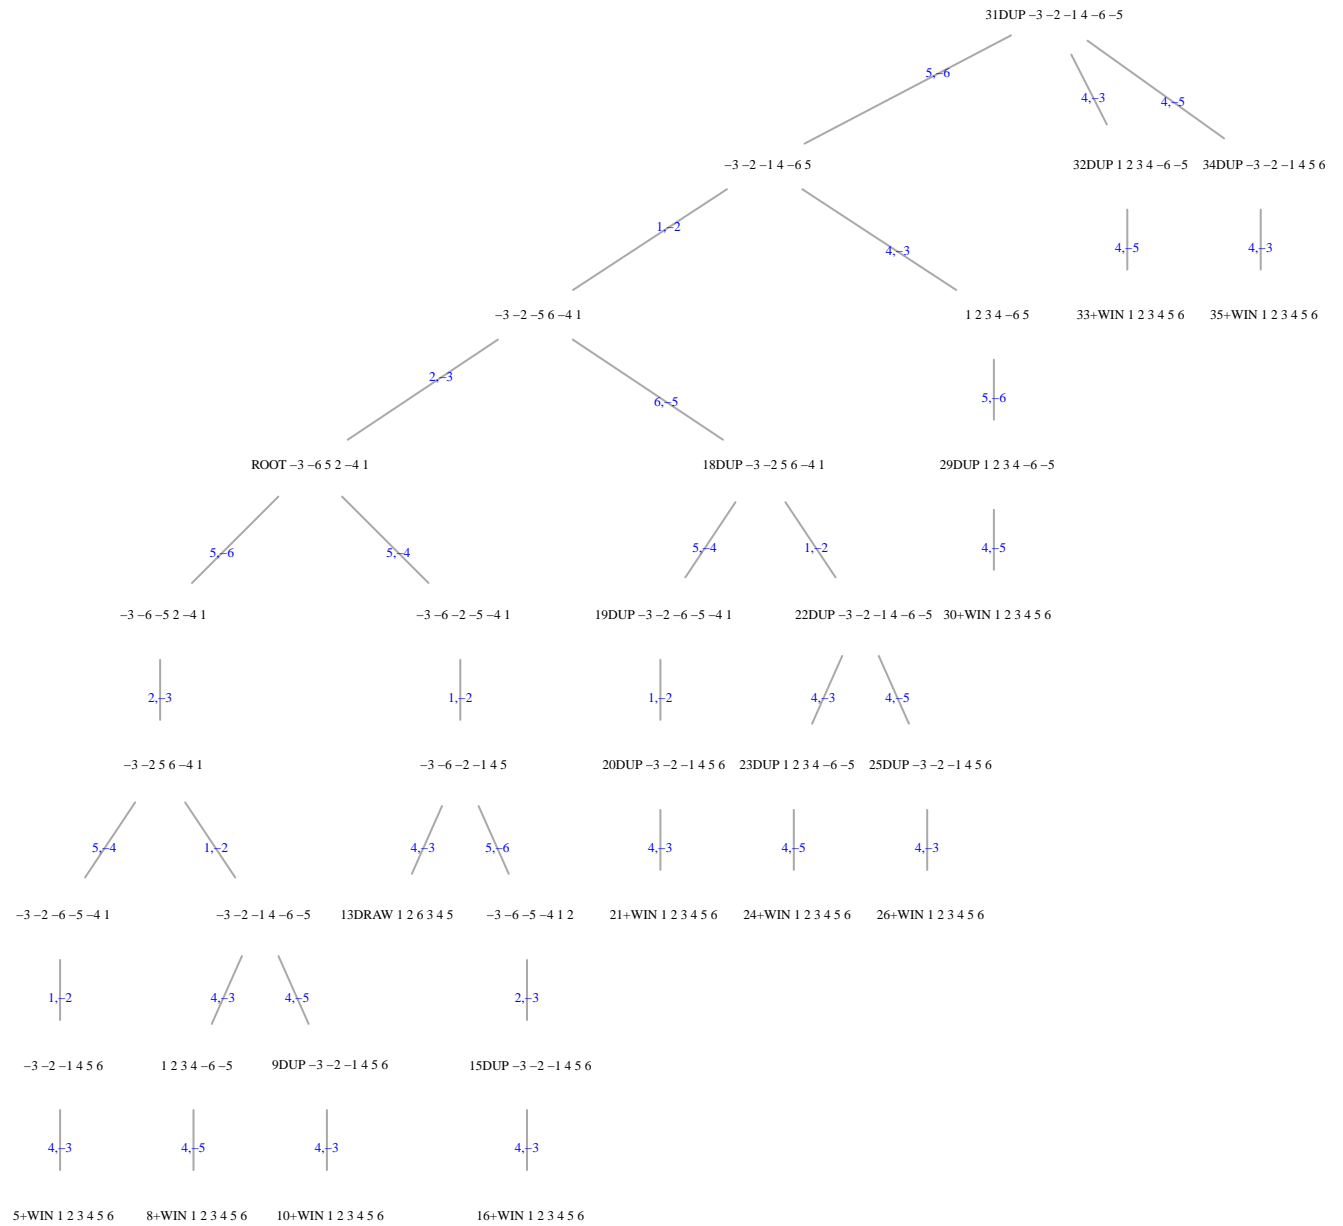 31DUP −3 −2 −1 4 −6 −5
5,−6
4,−3
4,−5
−3 −2 −1 4 −6 5
32DUP 1 2 3 4 −6 −5
34DUP −3 −2 −1 4 5 6
1,−2
4,−3
4,−5
4,−3
−3 −2 −5 6 −4 1
1 2 3 4 −6 5
33+WIN 1 2 3 4 5 6
35+WIN 1 2 3 4 5 6
2,−3
6,−5
5,−6
ROOT −3 −6 5 2 −4 1
18DUP −3 −2 5 6 −4 1
29DUP 1 2 3 4 −6 −5
5,−6
5,−4
5,−4
1,−2
4,−5
−3 −6 −5 2 −4 1
−3 −6 −2 −5 −4 1
19DUP −3 −2 −6 −5 −4 1
22DUP −3 −2 −1 4 −6 −5
30+WIN 1 2 3 4 5 6
2,−3
1,−2
1,−2
4,−3
4,−5
−3 −2 5 6 −4 1
−3 −6 −2 −1 4 5
20DUP −3 −2 −1 4 5 6
23DUP 1 2 3 4 −6 −5
25DUP −3 −2 −1 4 5 6
5,−4
1,−2
4,−3
5,−6
4,−3
4,−5
4,−3
−3 −2 −6 −5 −4 1
−3 −2 −1 4 −6 −5
13DRAW 1 2 6 3 4 5
−3 −6 −5 −4 1 2
21+WIN 1 2 3 4 5 6
24+WIN 1 2 3 4 5 6
26+WIN 1 2 3 4 5 6
1,−2
4,−3
4,−5
2,−3
−3 −2 −1 4 5 6
1 2 3 4 −6 −5
9DUP −3 −2 −1 4 5 6
15DUP −3 −2 −1 4 5 6
4,−3
4,−5
4,−3
4,−3
5+WIN 1 2 3 4 5 6
8+WIN 1 2 3 4 5 6
10+WIN 1 2 3 4 5 6
16+WIN 1 2 3 4 5 6